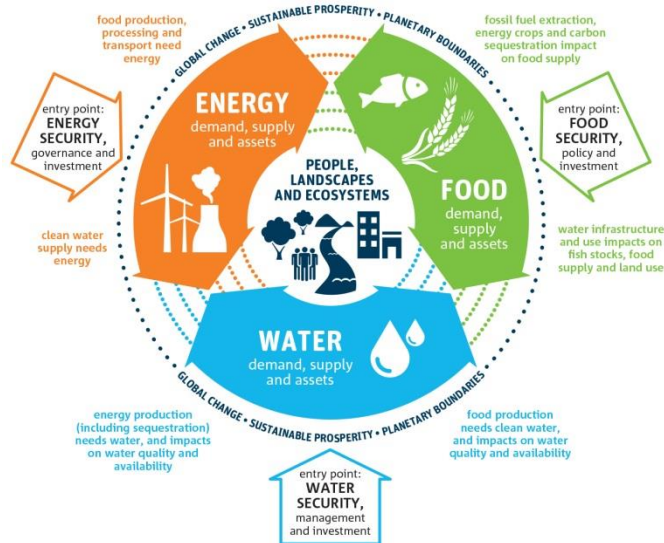 food production,
processing and
transport need
energy
GLOBAL CHANGE • SUSTAINABLE PROSPERITY • PLANETARY BOUNDARIES
fossil fuel extraction,
energy crops and carbon
sequestration impact
on food supply
entry point:
ENERGY
SECURITY,
governance and
investment
ENERGY
demand, supply
and assets
entry point:
FOOD
SECURITY,
policy and
investment
PEOPLE,
LANDSCAPES
AND ECOSYSTEMS
FOOD
demand,
supply
and assets
clean water
supply needs
energy
water infrastructure
and use impacts on
fish stocks, food
supply and land use
WATER
demand, supply
and assets
GLOBAL CHANGE • SUSTAINABLE PROSPERITY • PLANETARY BOUNDARIES
energy production
(including sequestration)
needs water, and impacts
on water quality and
availability
food production
needs clean water,
and impacts on water
quality and availability
entry point:
WATER
SECURITY,
management
and investment